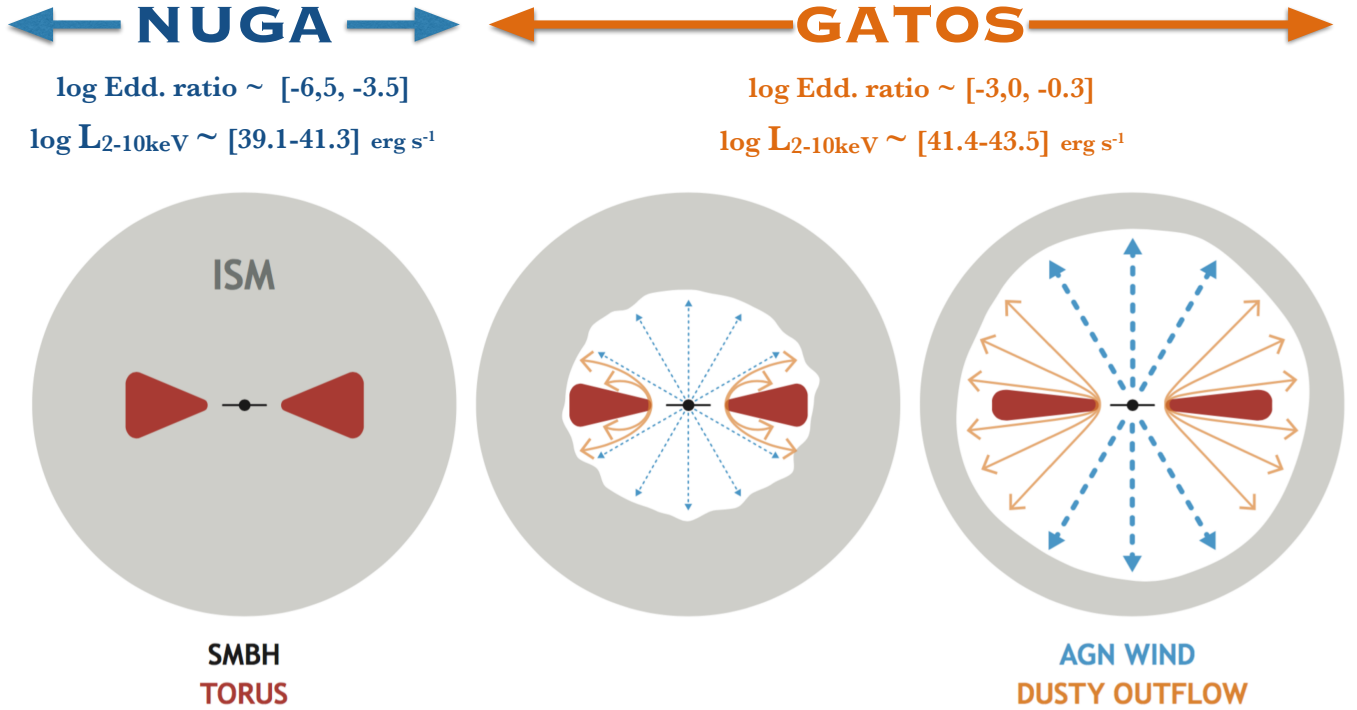 NUGA
GATOS
log Edd. ratio ~ [-6,5, -3.5]
log Edd. ratio ~ [-3,0, -0.3]
log L2-10keV ~ [39.1-41.3] erg s-1
log L2-10keV ~ [41.4-43.5] erg s-1
ISM
SMBH
TORUS
AGN WIND
DUSTY OUTFLOW